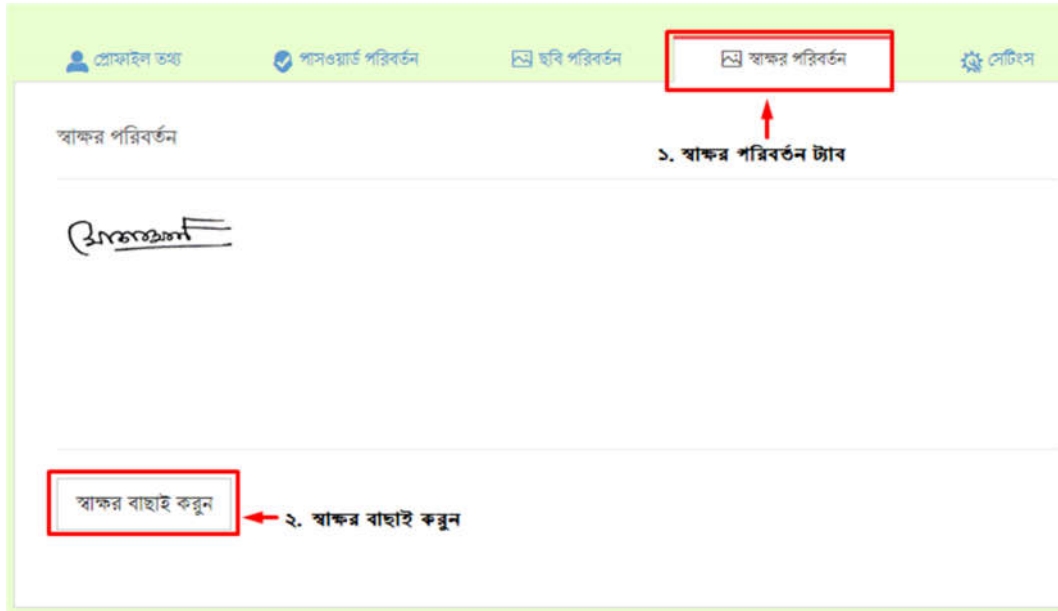 প্রোফাইল তথ্য পাসওয়ার্ড পরিবর্তন ছবি পরিবর্তন স্বাক্ষর পরিবর্তন সেটিংস
স্বাক্ষর পরিবর্তন
১. স্বাক্ষর পরিবর্তন ট্যাব
স্বাক্ষর বাছাই করুন
২. স্বাক্ষর বাছাই করুন